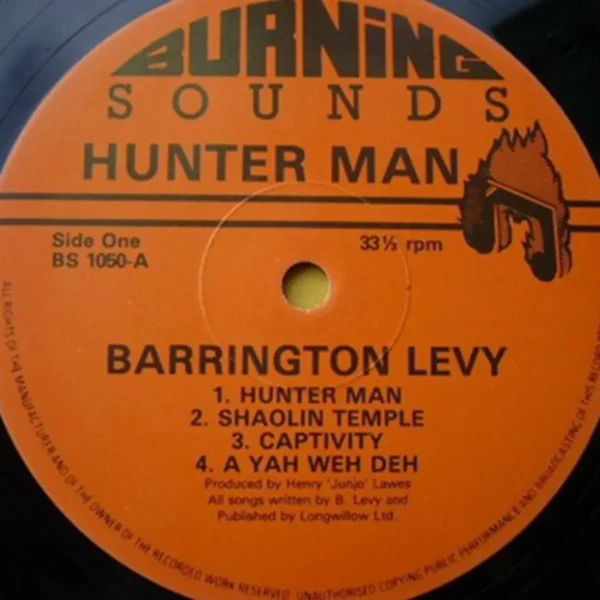 BURNING
SOUNDS
HUNTER MAN
Side One
BS 1050-A
33⅓ rpm
BARRINGTON LEVY
1. HUNTER MAN
2. SHAOLIN TEMPLE
3. CAPTIVITY
4. A YAH WEH DEH
Produced by Henry 'Junjo' Lawes
All songs written by B. Levy and
Published by Longwillow Ltd.
ALL RIGHTS OF THE MANUFACTURER AND OF THE OWNER OF THE RECORDED WORK RESERVED. UNAUTHORISED COPYING PUBLIC PERFORMANCE AND BROADCASTING OF THIS RECORD